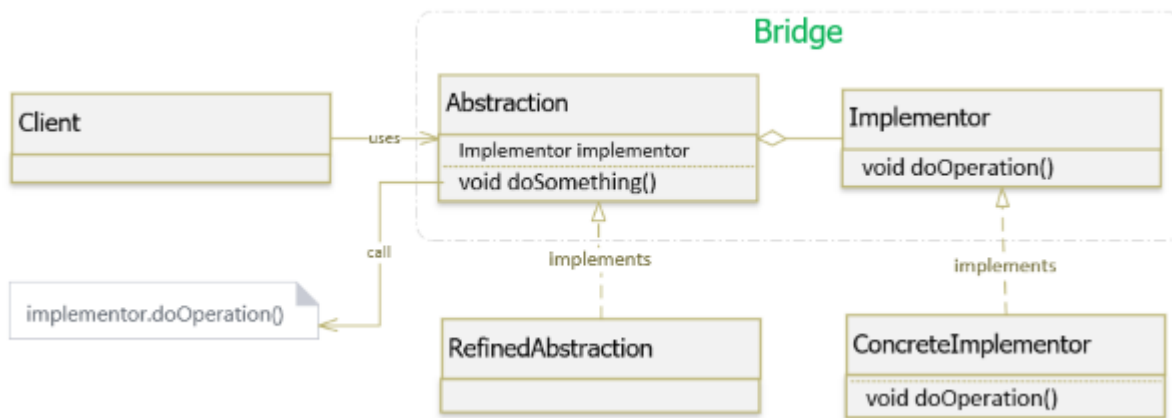 Bridge
Client
uses
Abstraction
Implementor implementor
void doSomething()
Implementor
void doOperation()
call
implements
implements
implementor.doOperation()
RefinedAbstraction
ConcreteImplementor
void doOperation()